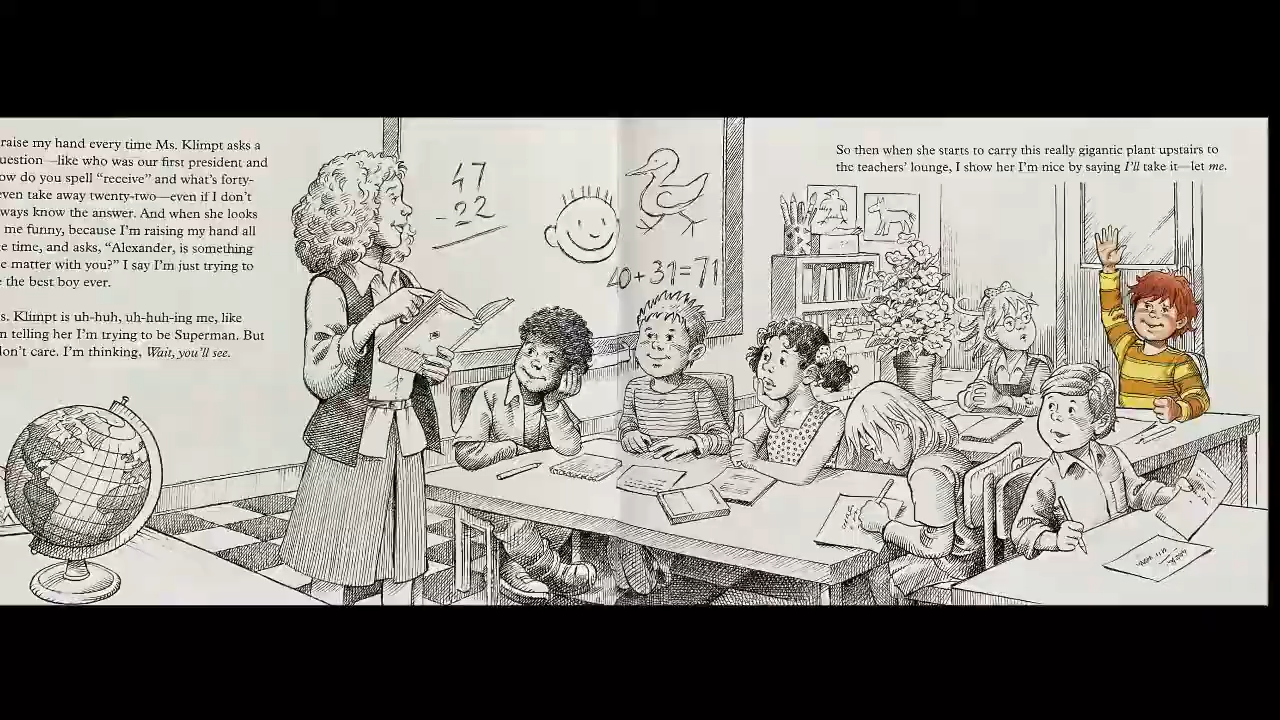 raise my hand every time Ms. Klimpt asks a
uestion—like who was our first president and
ow do you spell “receive” and what's forty-
even take away twenty-two—even if I don't
ways know the answer. And when she looks
me funny, because I'm raising my hand all
e time, and asks, “Alexander, is something
e matter with you?” I say I'm just trying to
e the best boy ever.
s. Klimpt is uh-huh, uh-huh-ing me, like
m telling her I'm trying to be Superman. But
don't care. I'm thinking, Wait, you'll see.
47
-22
40+31=71
So then when she starts to carry this really gigantic plant upstairs to
the teachers' lounge, I show her I'm nice by saying I'll take it—let me.